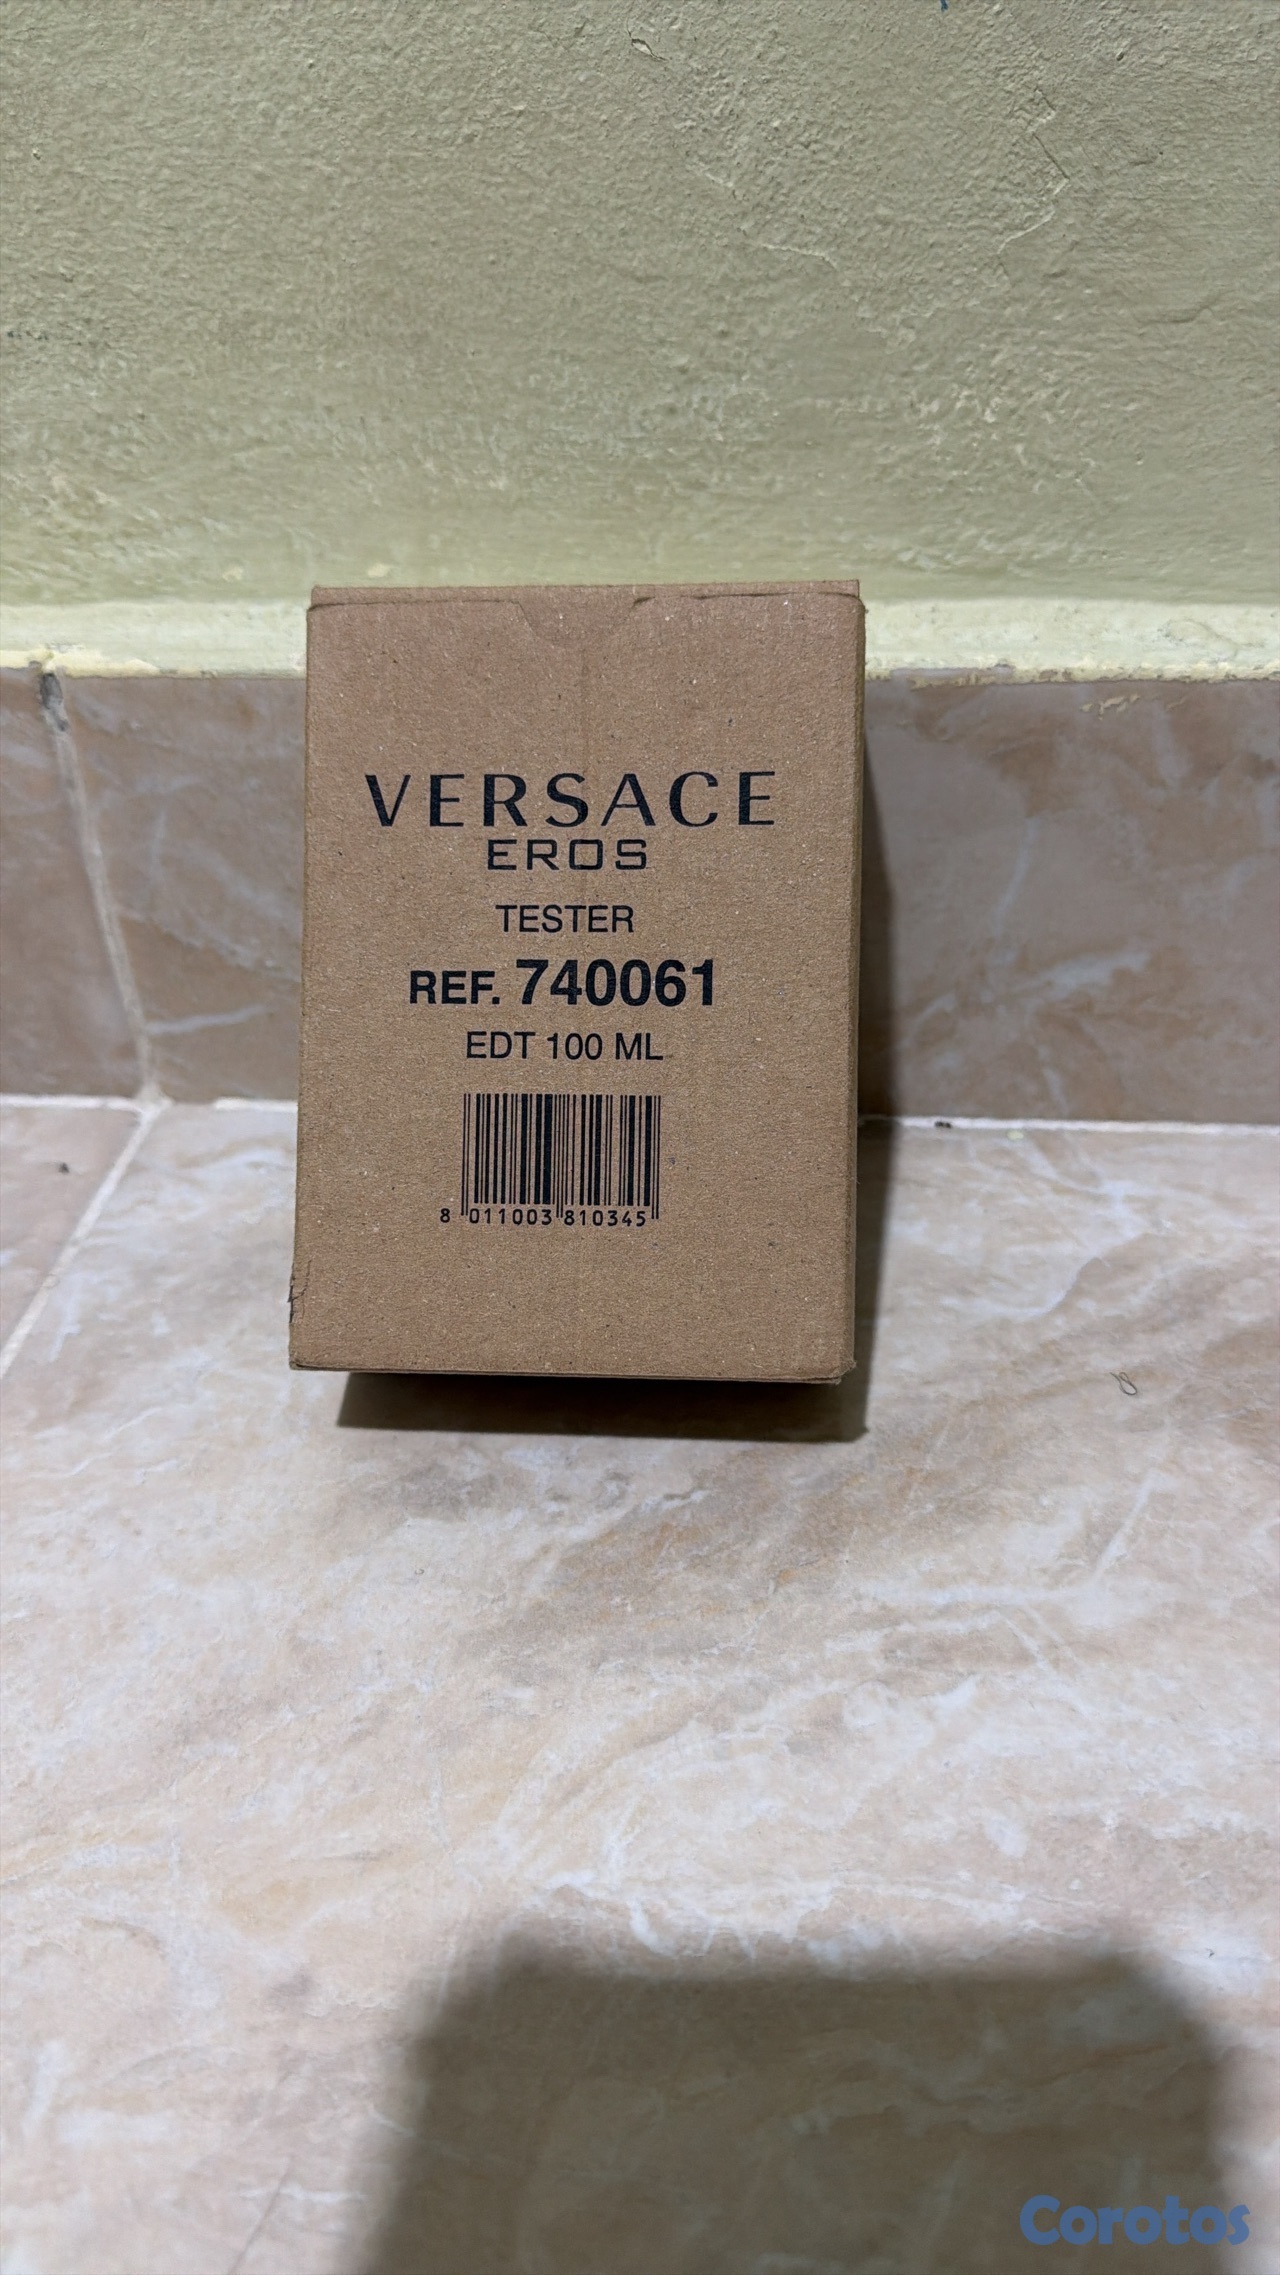 VERSACE
EROS
TESTER
REF. 740061
EDT 100 ML
8 011003 810345
Corotos